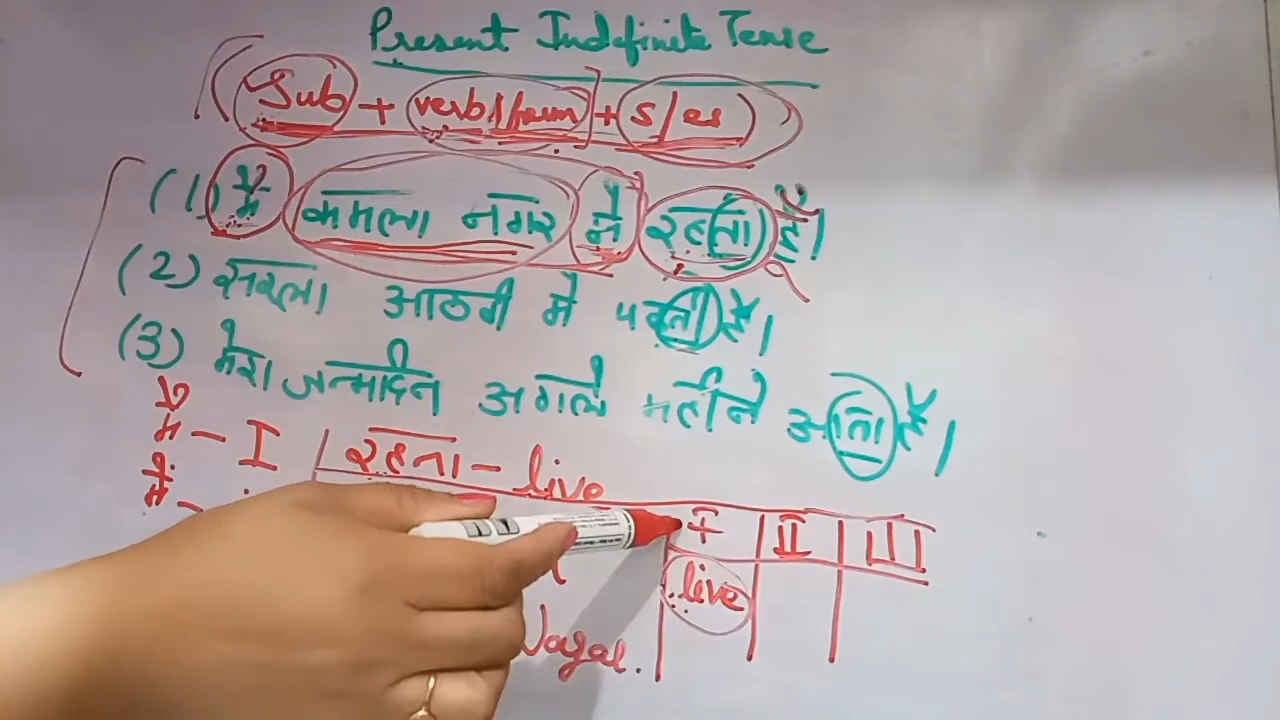 Present Indefinite Tense
Sub + verb I form + s/es
(1) मैं कमला नगर में रहता हूँ।
(2) सरला आठवी में पढ़ती है।
(3) मेरा जन्मदिन अगले महीने आता है।
मैं - I रहता - live
में -
I II III
live
Nagar.